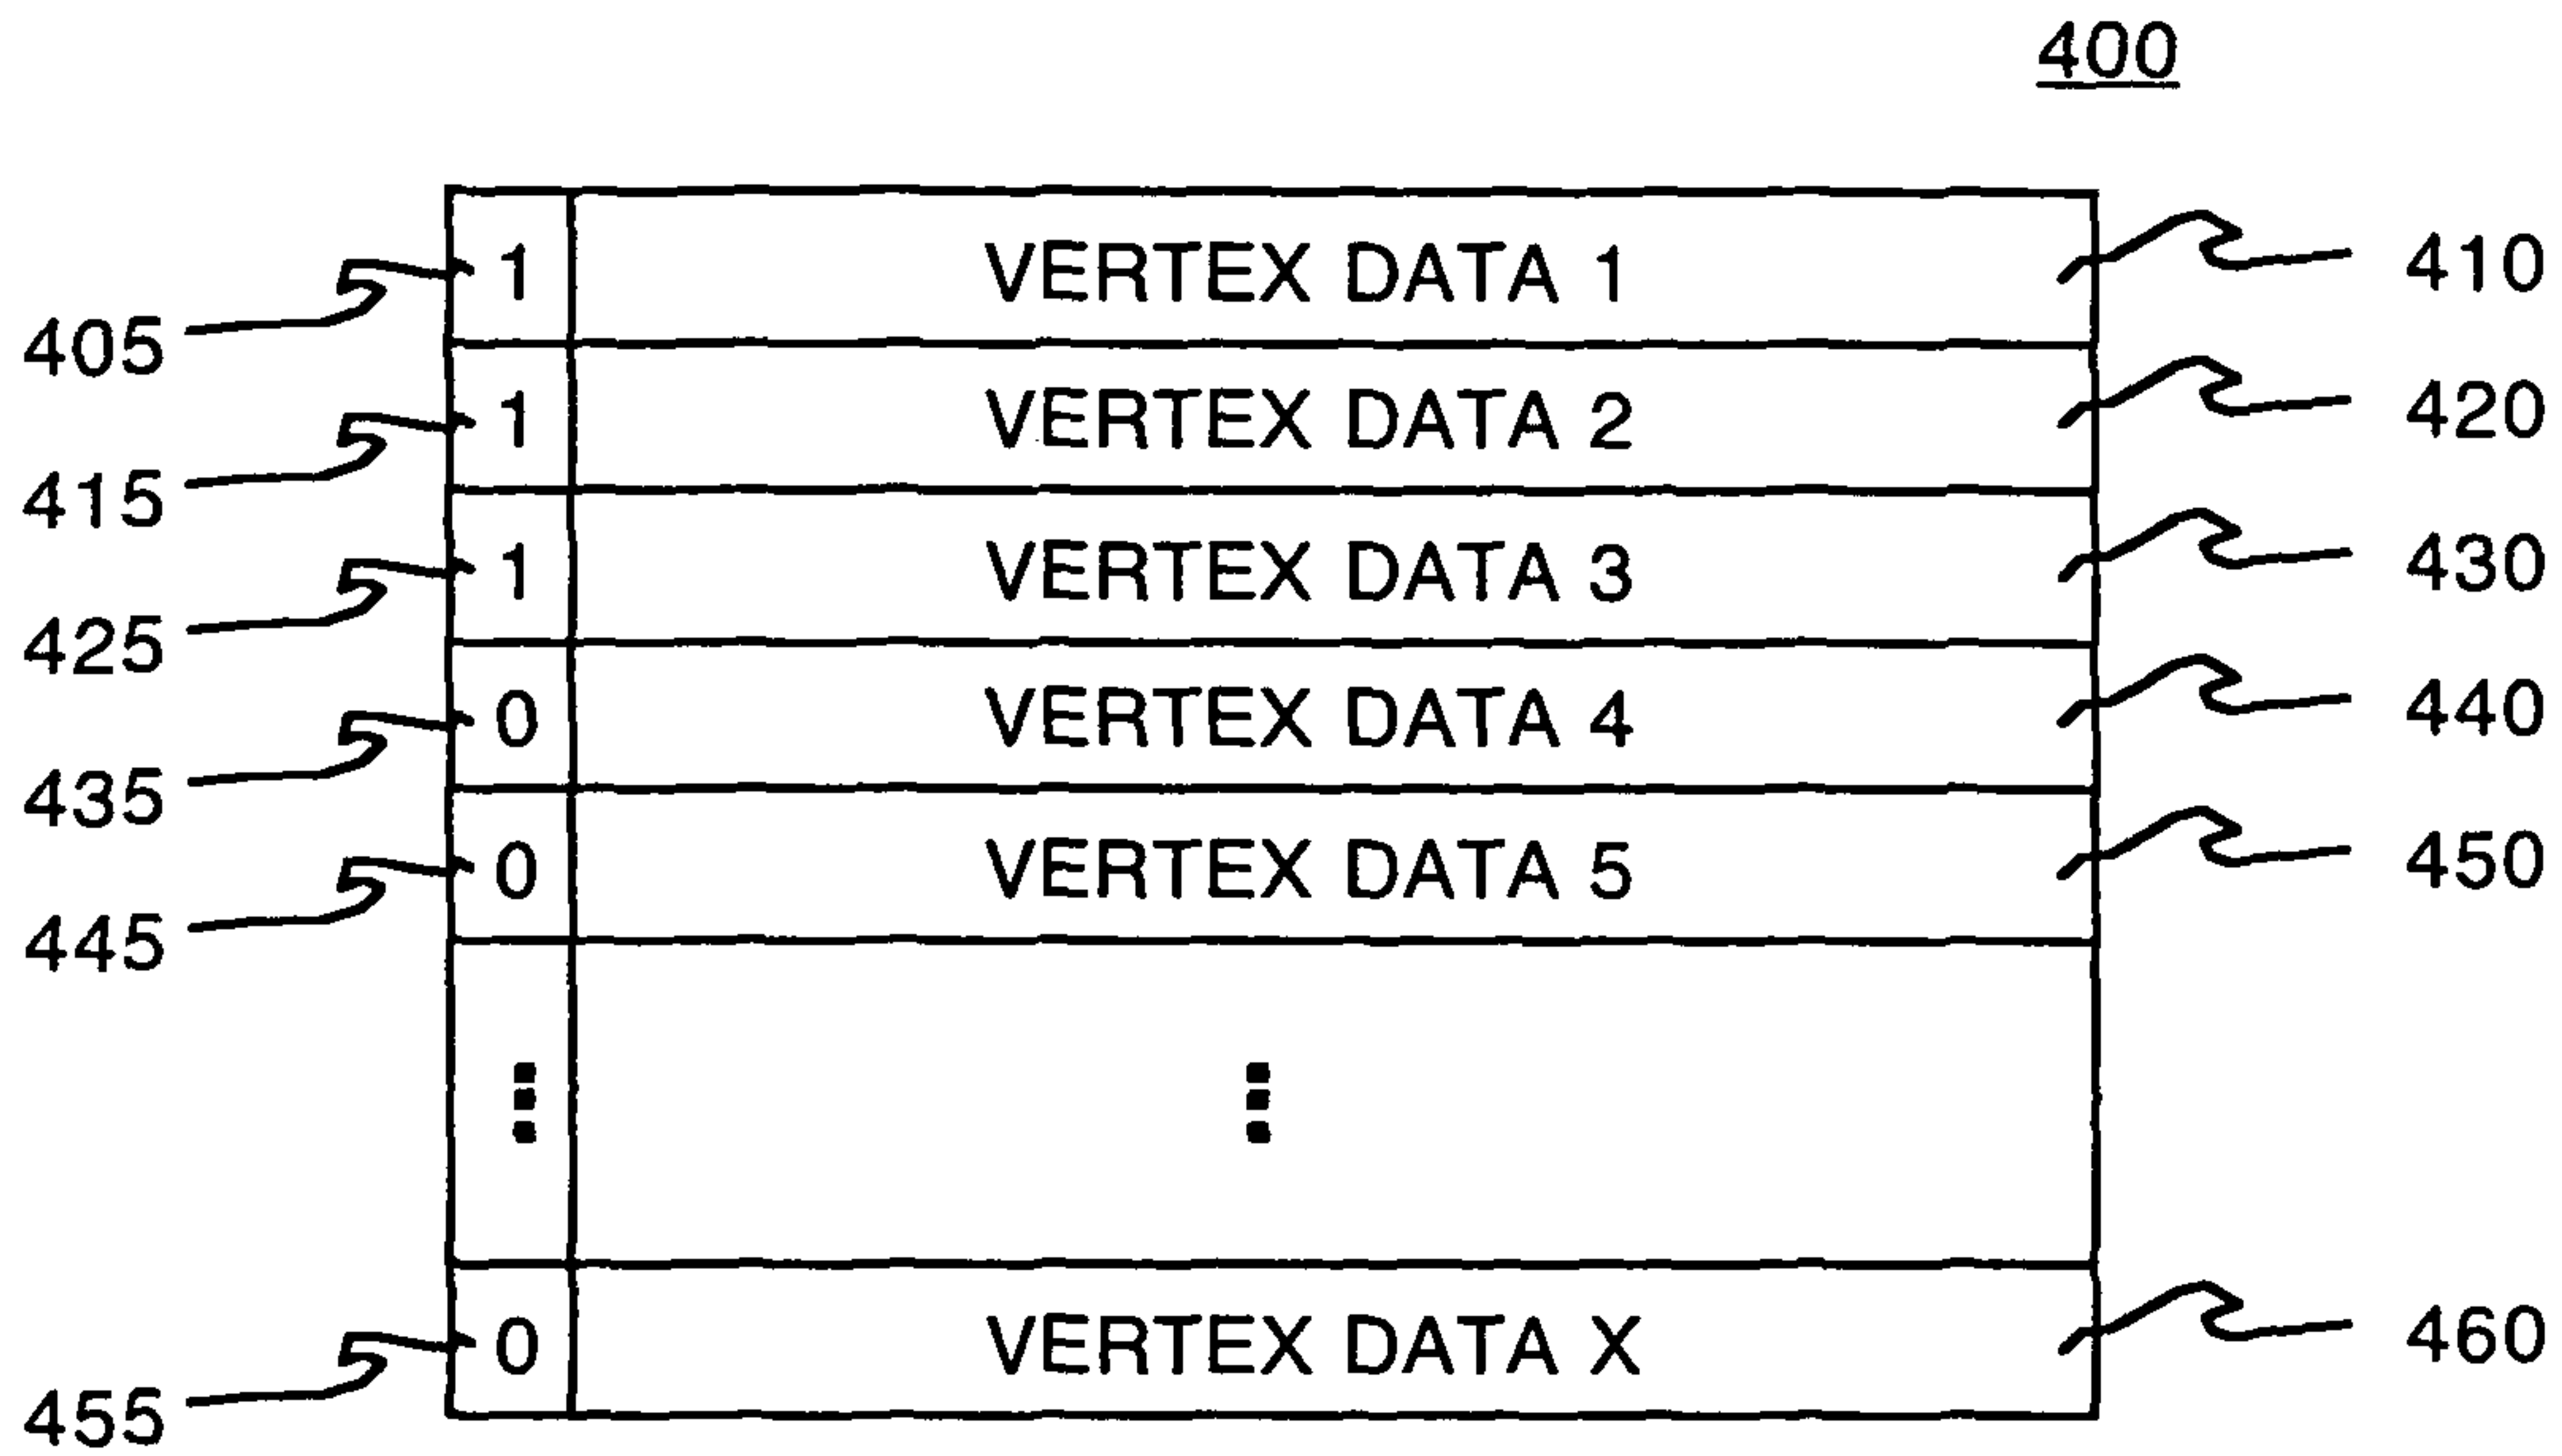 400
1 VERTEX DATA 1 410
405
1 VERTEX DATA 2 420
415
1 VERTEX DATA 3 430
425
0 VERTEX DATA 4 440
435
0 VERTEX DATA 5 450
445
0 VERTEX DATA X 460
455